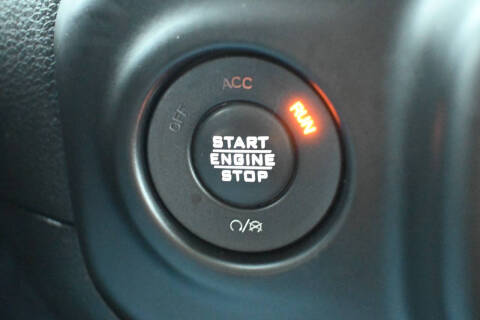 ACC
OFF
RUN
START
ENGINE
STOP